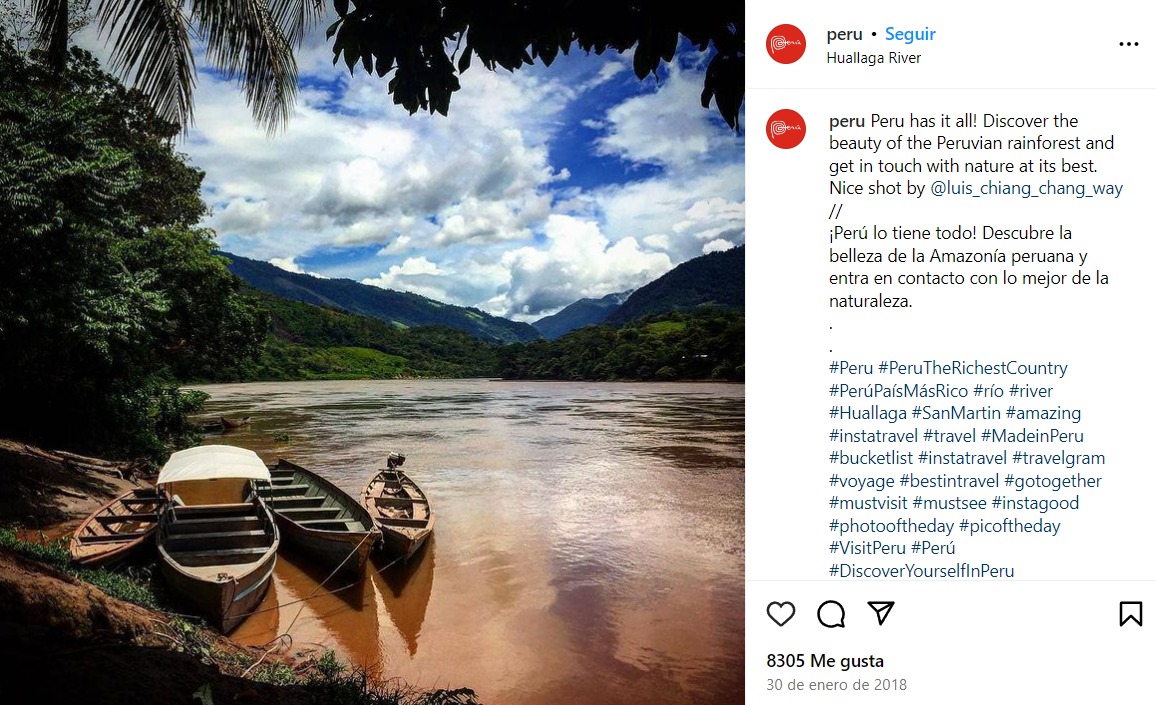 peru • Seguir
Huallaga River
peru Peru has it all! Discover the
beauty of the Peruvian rainforest and
get in touch with nature at its best.
Nice shot by @luis_chiang_chang_way
//
¡Perú lo tiene todo! Descubre la
belleza de la Amazonía peruana y
entra en contacto con lo mejor de la
naturaleza.
.
.
#Peru #PeruTheRichestCountry
#PerúPaísMásRico #río #river
#Huallaga #SanMartin #amazing
#instatravel #travel #MadeinPeru
#bucketlist #instatravel #travelgram
#voyage #bestintravel #gotogether
#mustvisit #mustsee #instagood
#photooftheday #picoftheday
#VisitPeru #Perú
#DiscoverYourselfInPeru
8305 Me gusta
30 de enero de 2018